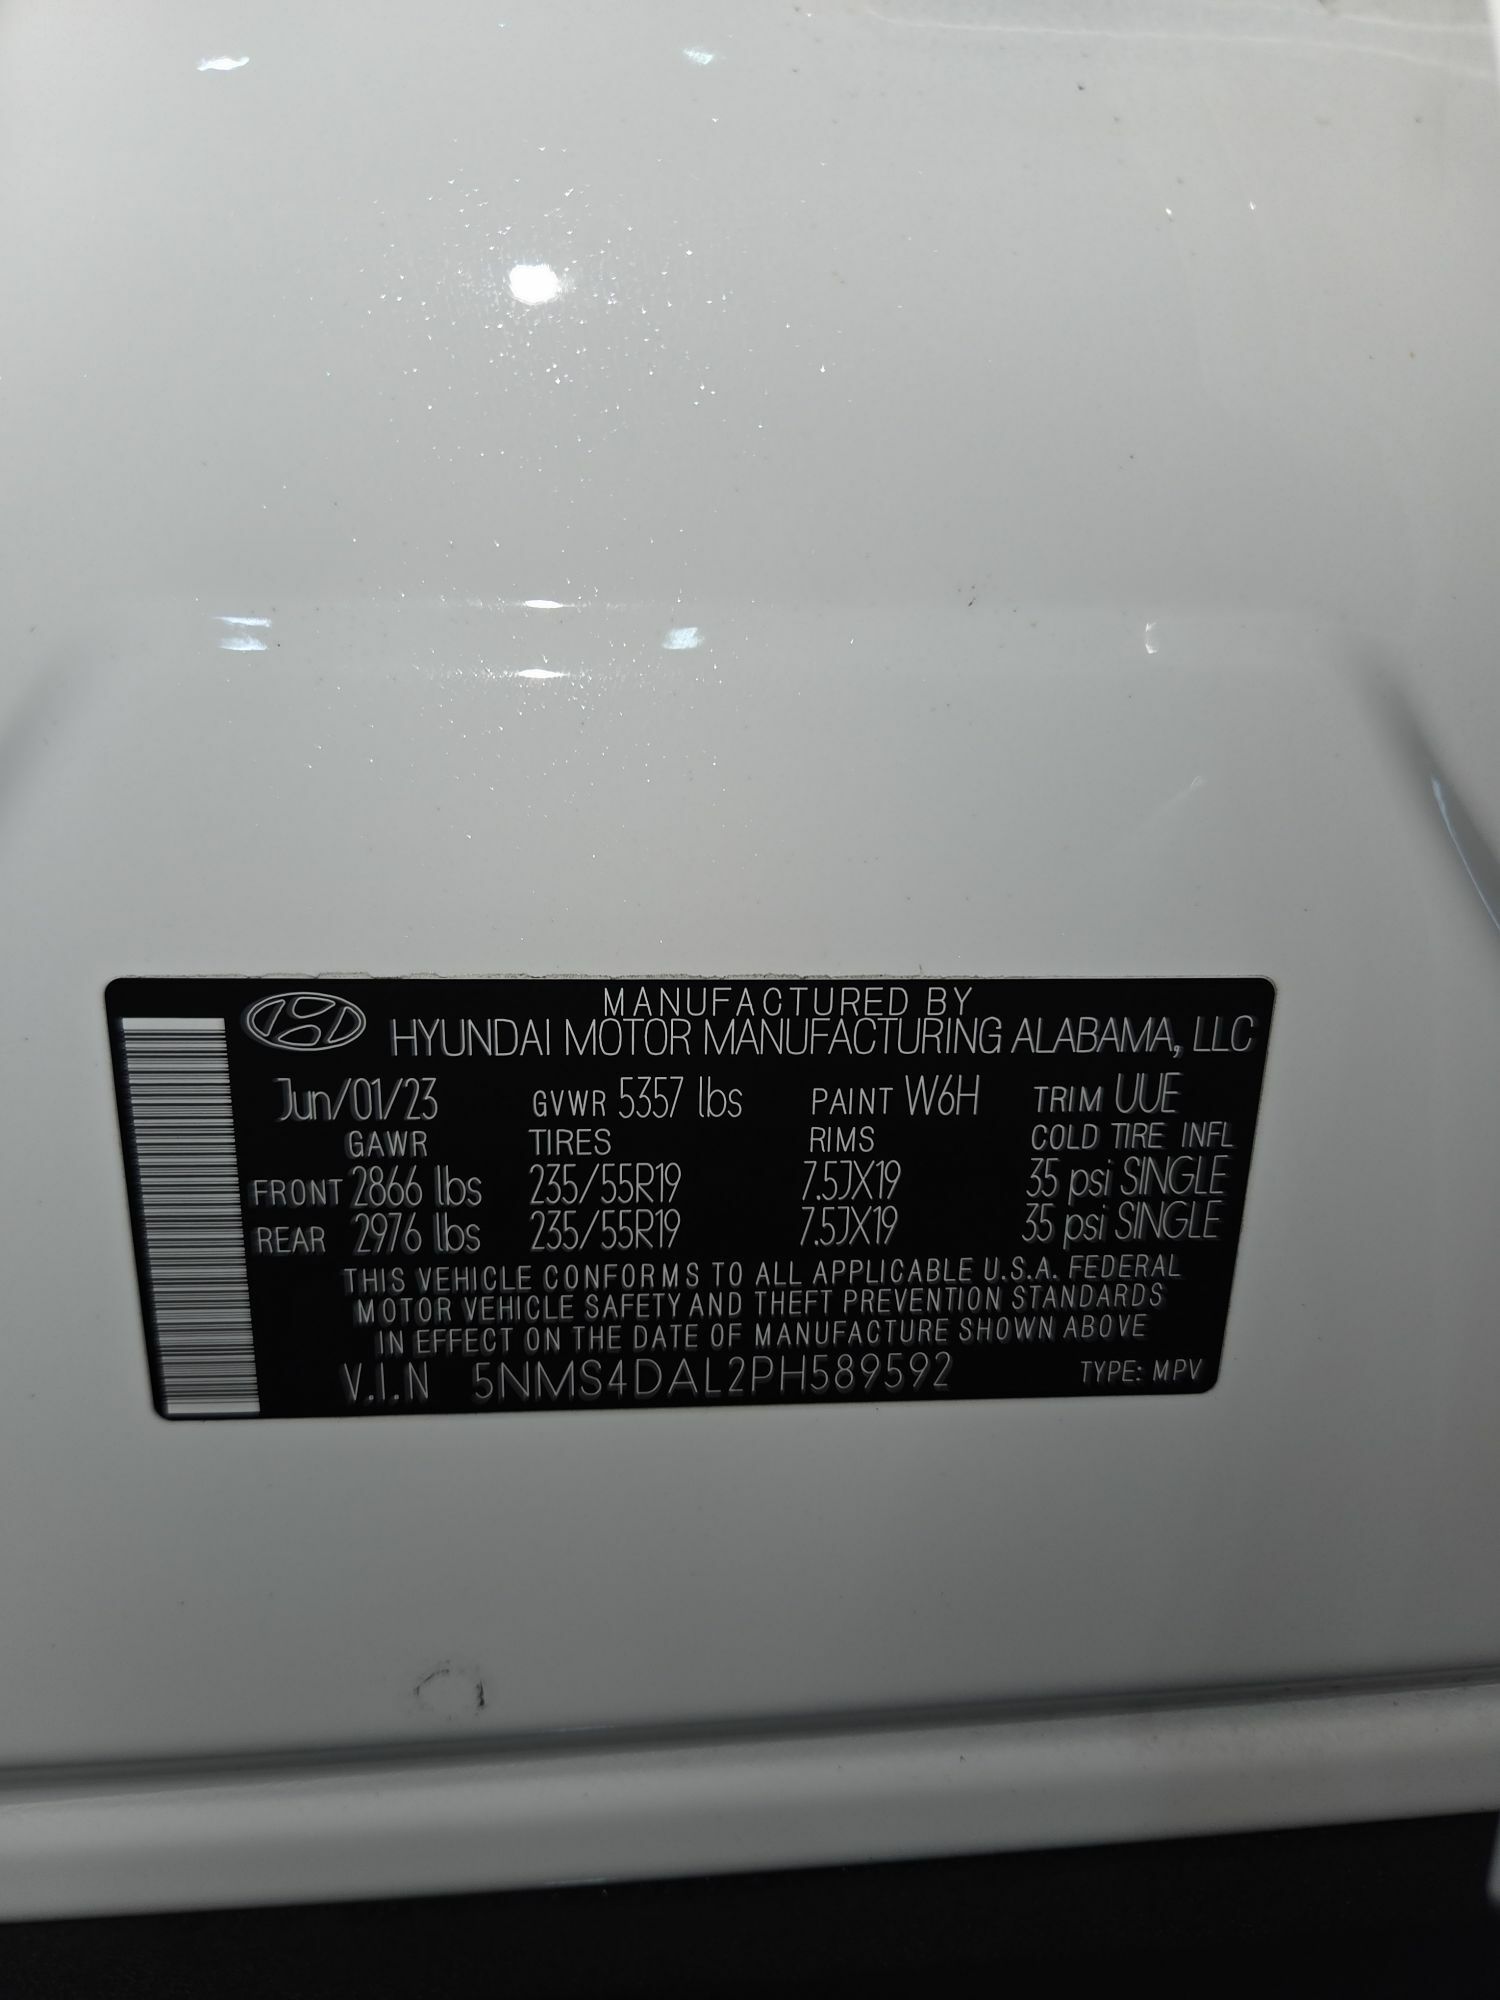 MANUFACTURED BY
HYUNDAI MOTOR MANUFACTURING ALABAMA, LLC
Jun/01/23 GVWR 5357 lbs PAINT W6H TRIM UUE
GAWR TIRES RIMS COLD TIRE INFL
FRONT 2866 lbs 235/55R19 7.5JX19 35 psi SINGLE
REAR 2976 lbs 235/55R19 7.5JX19 35 psi SINGLE
THIS VEHICLE CONFORMS TO ALL APPLICABLE U.S.A. FEDERAL
MOTOR VEHICLE SAFETY AND THEFT PREVENTION STANDARDS
IN EFFECT ON THE DATE OF MANUFACTURE SHOWN ABOVE
V.I.N 5NMS4DAL2PH589592 TYPE: MPV